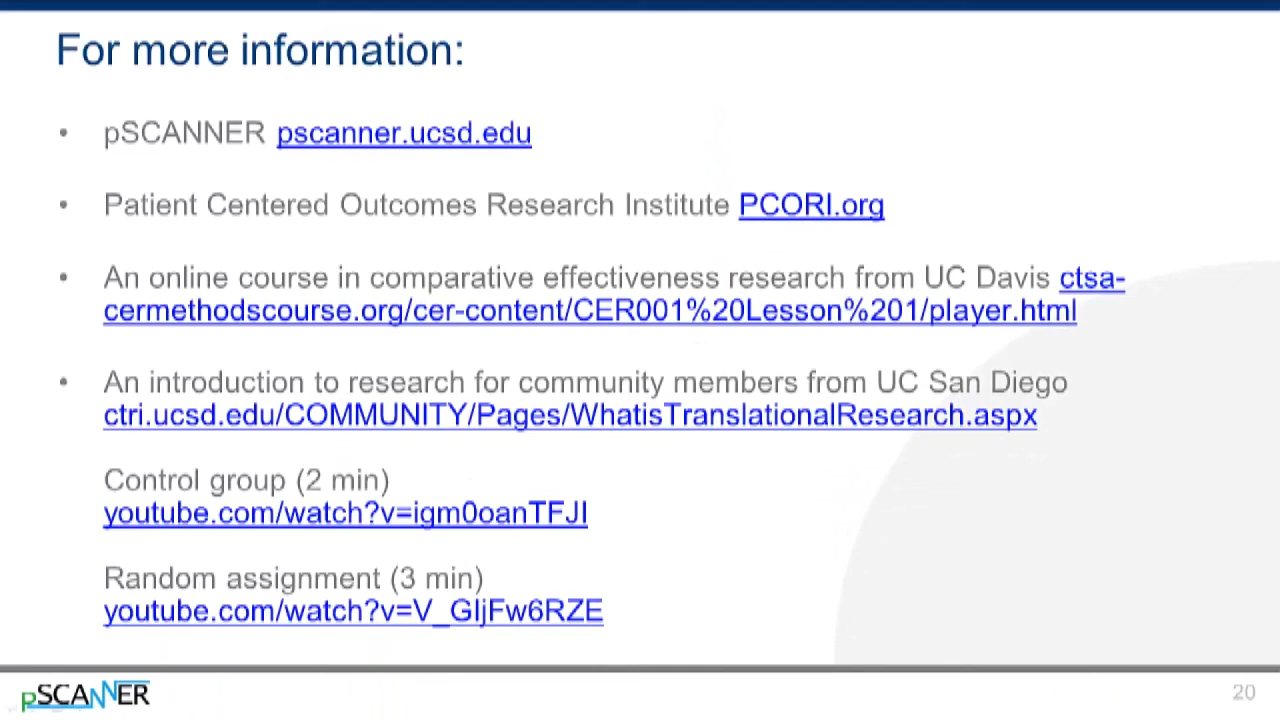 For more information:
• pSCANNER pscanner.ucsd.edu
• Patient Centered Outcomes Research Institute PCORI.org
• An online course in comparative effectiveness research from UC Davis ctsa-
cermethodscourse.org/cer-content/CER001%20Lesson%201/player.html
• An introduction to research for community members from UC San Diego
ctri.ucsd.edu/COMMUNITY/Pages/WhatisTranslationalResearch.aspx
Control group (2 min)
youtube.com/watch?v=igm0oanTFJI
Random assignment (3 min)
youtube.com/watch?v=V_GIjFw6RZE
pSCANNER
20